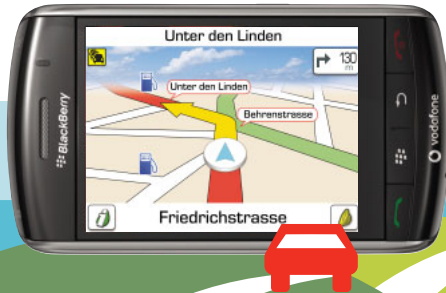 Unter den Linden
130
m
Unter den Linden
Behrenstrasse
BlackBerry
vodafone
Friedrichstrasse